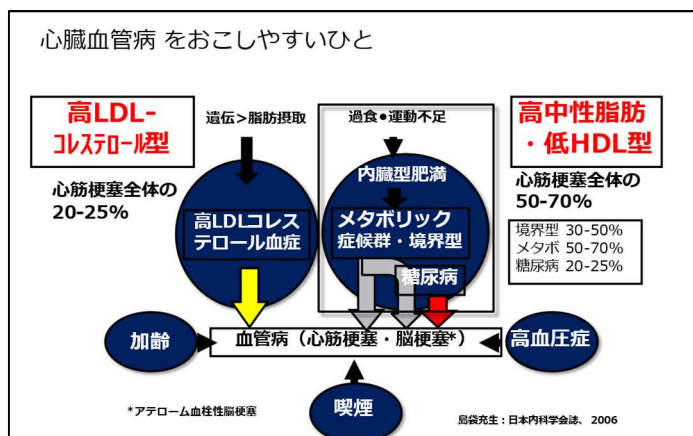 心臓血管病 をおこしやすいひと
高LDL-
コレステロール型
遺伝>脂肪摂取
過食●運動不足
高中性脂肪
・低HDL型
心筋梗塞全体の
20-25%
内臓型肥満
心筋梗塞全体の
50-70%
高LDLコレス
テロール血症
メタボリック
症候群・境界型
境界型 30-50%
メタボ 50-70%
糖尿病 20-25%
糖尿病
加齢
血管病（心筋梗塞・脳梗塞*）
高血圧症
喫煙
*アテローム血栓性脳梗塞
島袋充生：日本内科学会誌、2006